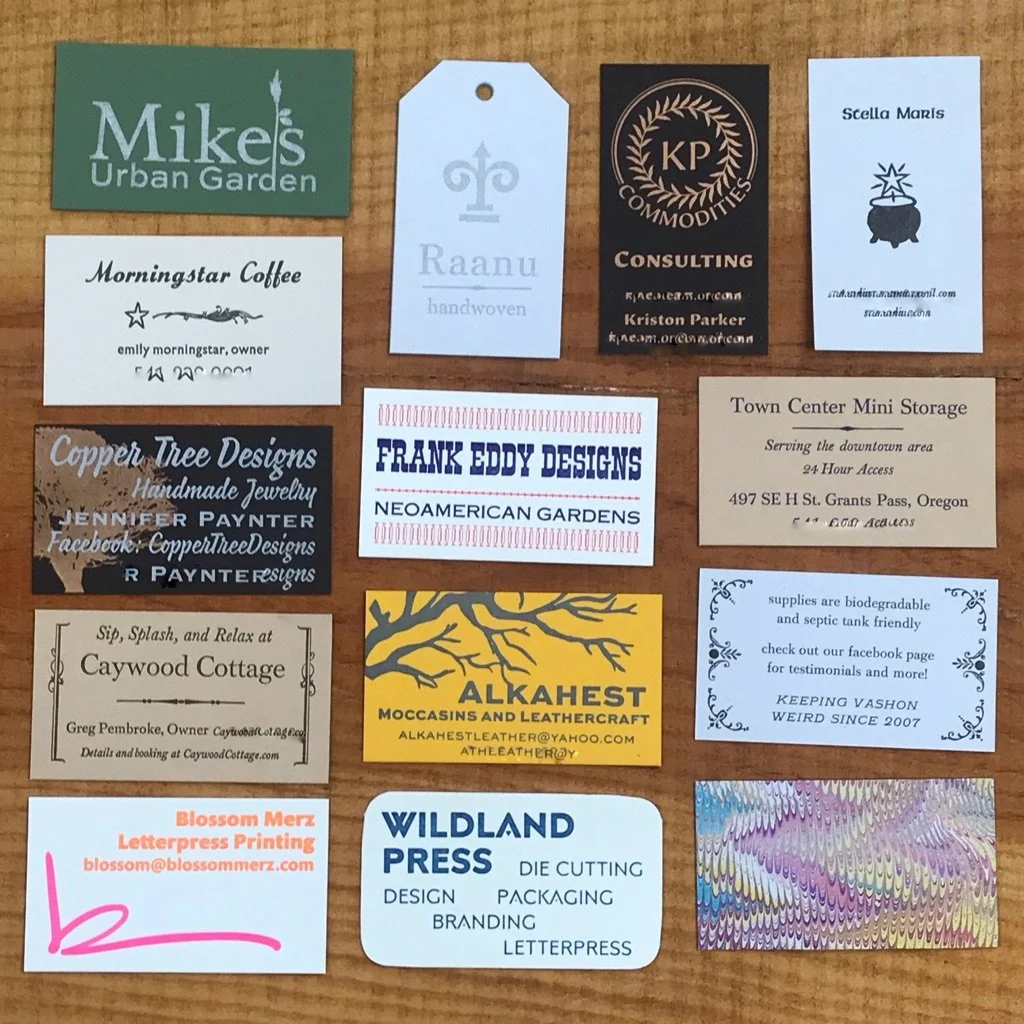 Mike's
Urban Garden
Raanu
handwoven
KP
COMMODITIES
CONSULTING
Kriston Parker
Stella Maris
Morningstar Coffee
emily morningstar, owner
Copper Tree Designs
Handmade Jewelry
JENNIFER PAYNTER
Facebook: CopperTreeDesigns
R PAYNTER
FRANK EDDY DESIGNS
NEOAMERICAN GARDENS
Town Center Mini Storage
Serving the downtown area
24 Hour Access
497 SE H St. Grants Pass, Oregon
Sip, Splash, and Relax at
Caywood Cottage
Greg Pembroke, Owner
Details and booking at CaywoodCottage.com
ALKAHEST
MOCCASINS AND LEATHERCRAFT
ALKAHESTLEATHER@YAHOO.COM
supplies are biodegradable
and septic tank friendly
check out our facebook page
for testimonials and more!
KEEPING VASHON
WEIRD SINCE 2007
Blossom Merz
Letterpress Printing
blossom@blossommerz.com
WILDLAND
PRESS
DIE CUTTING
DESIGN PACKAGING
BRANDING
LETTERPRESS